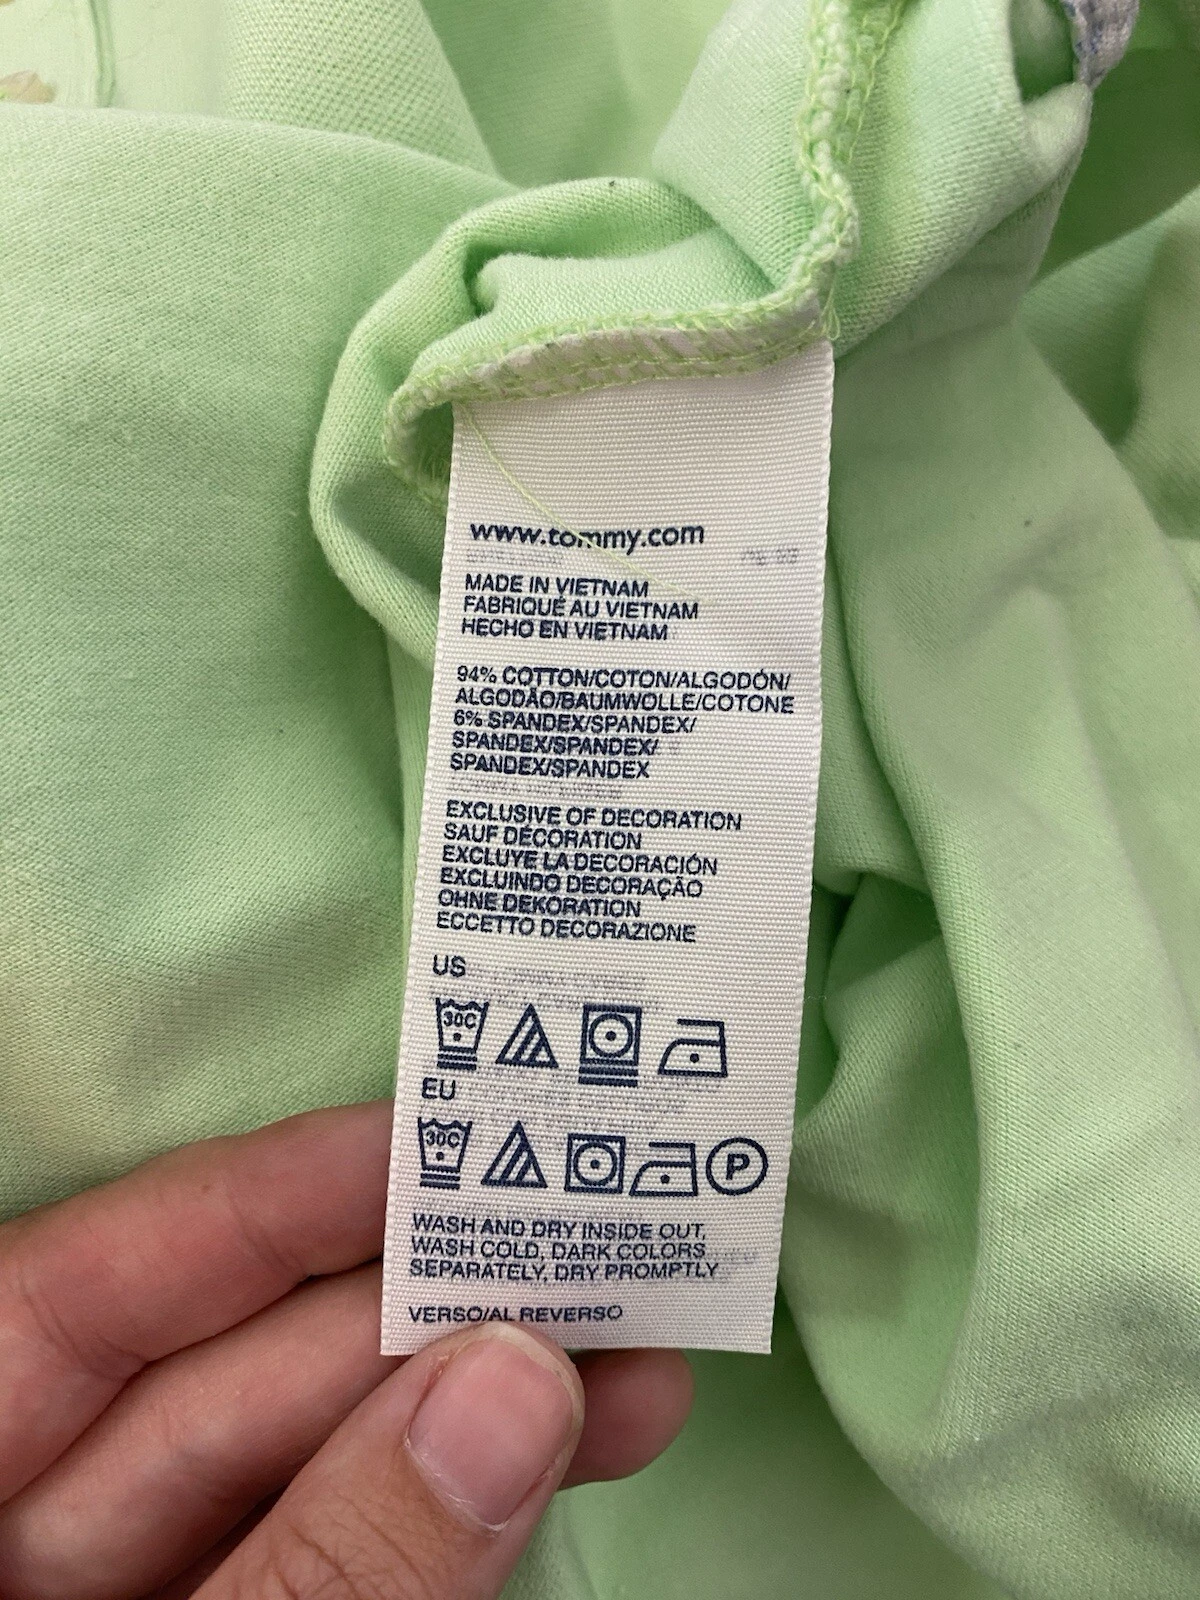 www.tommy.com
MADE IN VIETNAM
FABRIQUÉ AU VIETNAM
HECHO EN VIETNAM
94% COTTON/COTON/ALGODÓN/
ALGODÃO/BAUMWOLLE/COTONE
6% SPANDEX/SPANDEX/
SPANDEX/SPANDEX/
SPANDEX/SPANDEX
EXCLUSIVE OF DECORATION
SAUF DÉCORATION
EXCLUYE LA DECORACIÓN
EXCLUINDO DECORAÇÃO
OHNE DEKORATION
ECCETTO DECORAZIONE
US
30C
EU
30C P
WASH AND DRY INSIDE OUT,
WASH COLD, DARK COLORS
SEPARATELY, DRY PROMPTLY
VERSO/AL REVERSO